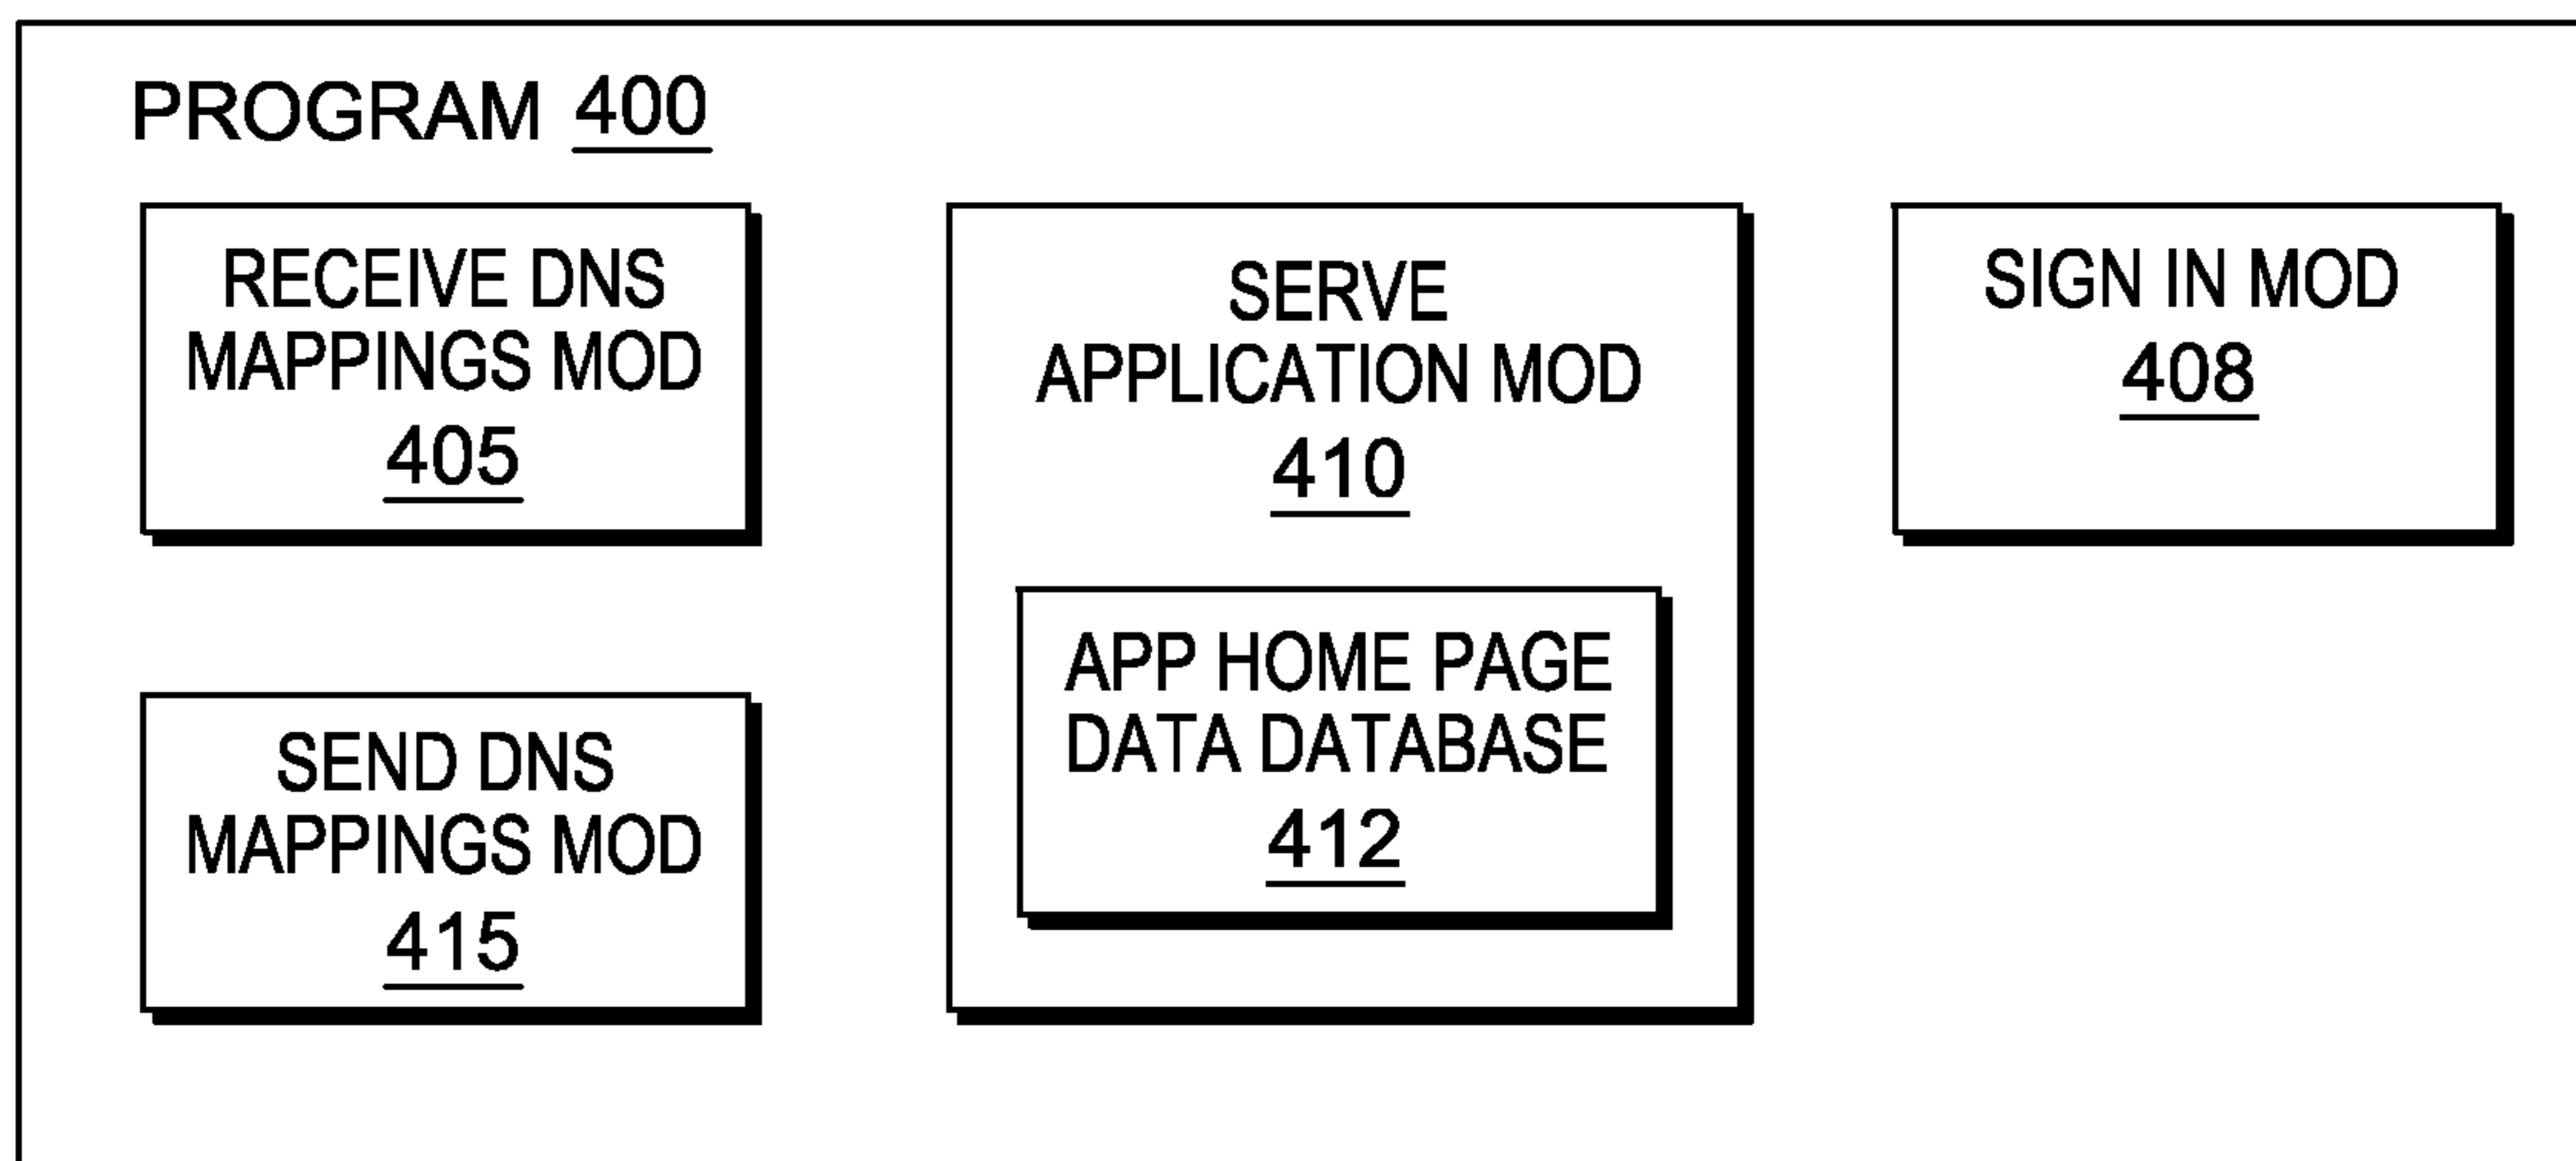 PROGRAM 400
RECEIVE DNS
MAPPINGS MOD
405
SEND DNS
MAPPINGS MOD
415
SERVE
APPLICATION MOD
410
APP HOME PAGE
DATA DATABASE
412
SIGN IN MOD
408